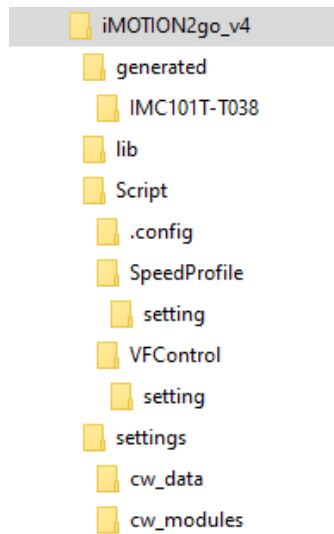 iMOTION2go_v4
generated
IMC101T-T038
lib
Script
.config
SpeedProfile
setting
VFControl
setting
settings
cw_data
cw_modules